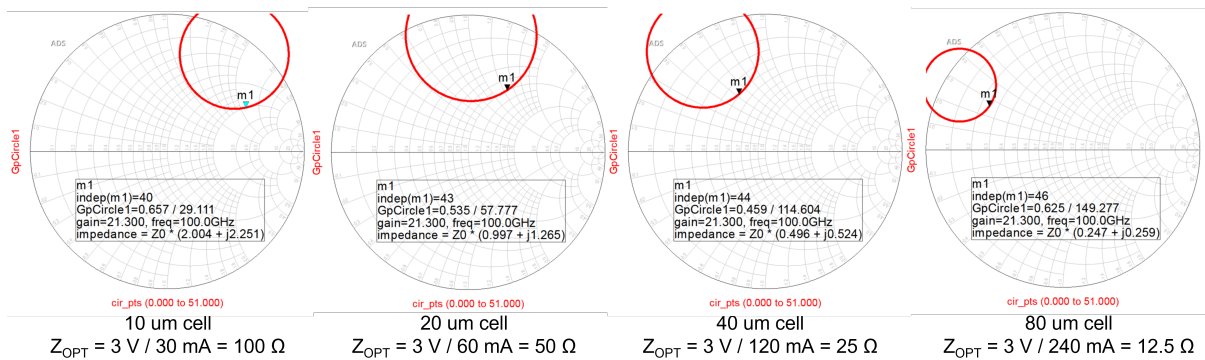 ADS
m1
GpCircle1
m1
indep(m1)=40
GpCircle1=0.657 / 29.111
gain=21.300, freq=100.0GHz
impedance = Z0 * (2.004 + j2.251)
cir_pts (0.000 to 51.000)
10 um cell
Z_OPT = 3 V / 30 mA = 100 Ω
ADS
m1
GpCircle1
m1
indep(m1)=43
GpCircle1=0.535 / 57.777
gain=21.300, freq=100.0GHz
impedance = Z0 * (0.997 + j1.265)
cir_pts (0.000 to 51.000)
20 um cell
Z_OPT = 3 V / 60 mA = 50 Ω
ADS
m1
GpCircle1
m1
indep(m1)=44
GpCircle1=0.459 / 114.604
gain=21.300, freq=100.0GHz
impedance = Z0 * (0.496 + j0.524)
cir_pts (0.000 to 51.000)
40 um cell
Z_OPT = 3 V / 120 mA = 25 Ω
ADS
m1
GpCircle1
m1
indep(m1)=46
GpCircle1=0.625 / 149.277
gain=21.300, freq=100.0GHz
impedance = Z0 * (0.247 + j0.259)
cir_pts (0.000 to 51.000)
80 um cell
Z_OPT = 3 V / 240 mA = 12.5 Ω